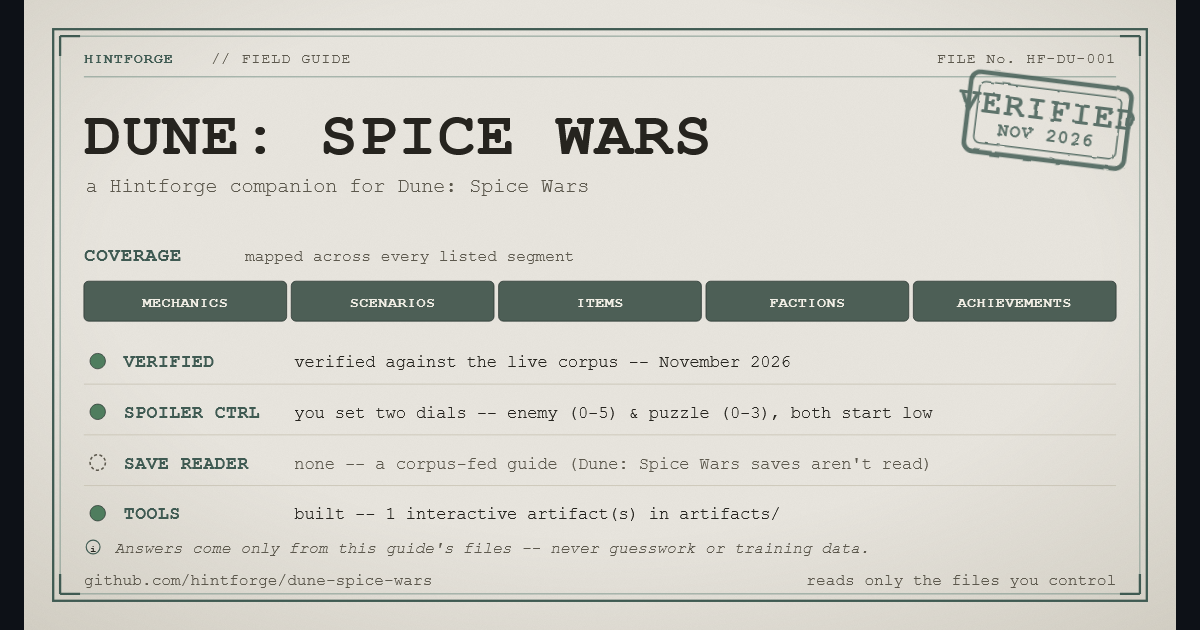 HINTFORGE // FIELD GUIDE
FILE No. HF-DU-001
VERIFIED
NOV 2026
DUNE: SPICE WARS
a Hintforge companion for Dune: Spice Wars
COVERAGE mapped across every listed segment
MECHANICS SCENARIOS ITEMS FACTIONS ACHIEVEMENTS
VERIFIED verified against the live corpus -- November 2026
SPOILER CTRL you set two dials -- enemy (0-5) & puzzle (0-3), both start low
SAVE READER none -- a corpus-fed guide (Dune: Spice Wars saves aren't read)
TOOLS built -- 1 interactive artifact(s) in artifacts/
i Answers come only from this guide's files -- never guesswork or training data.
github.com/hintforge/dune-spice-wars
reads only the files you control